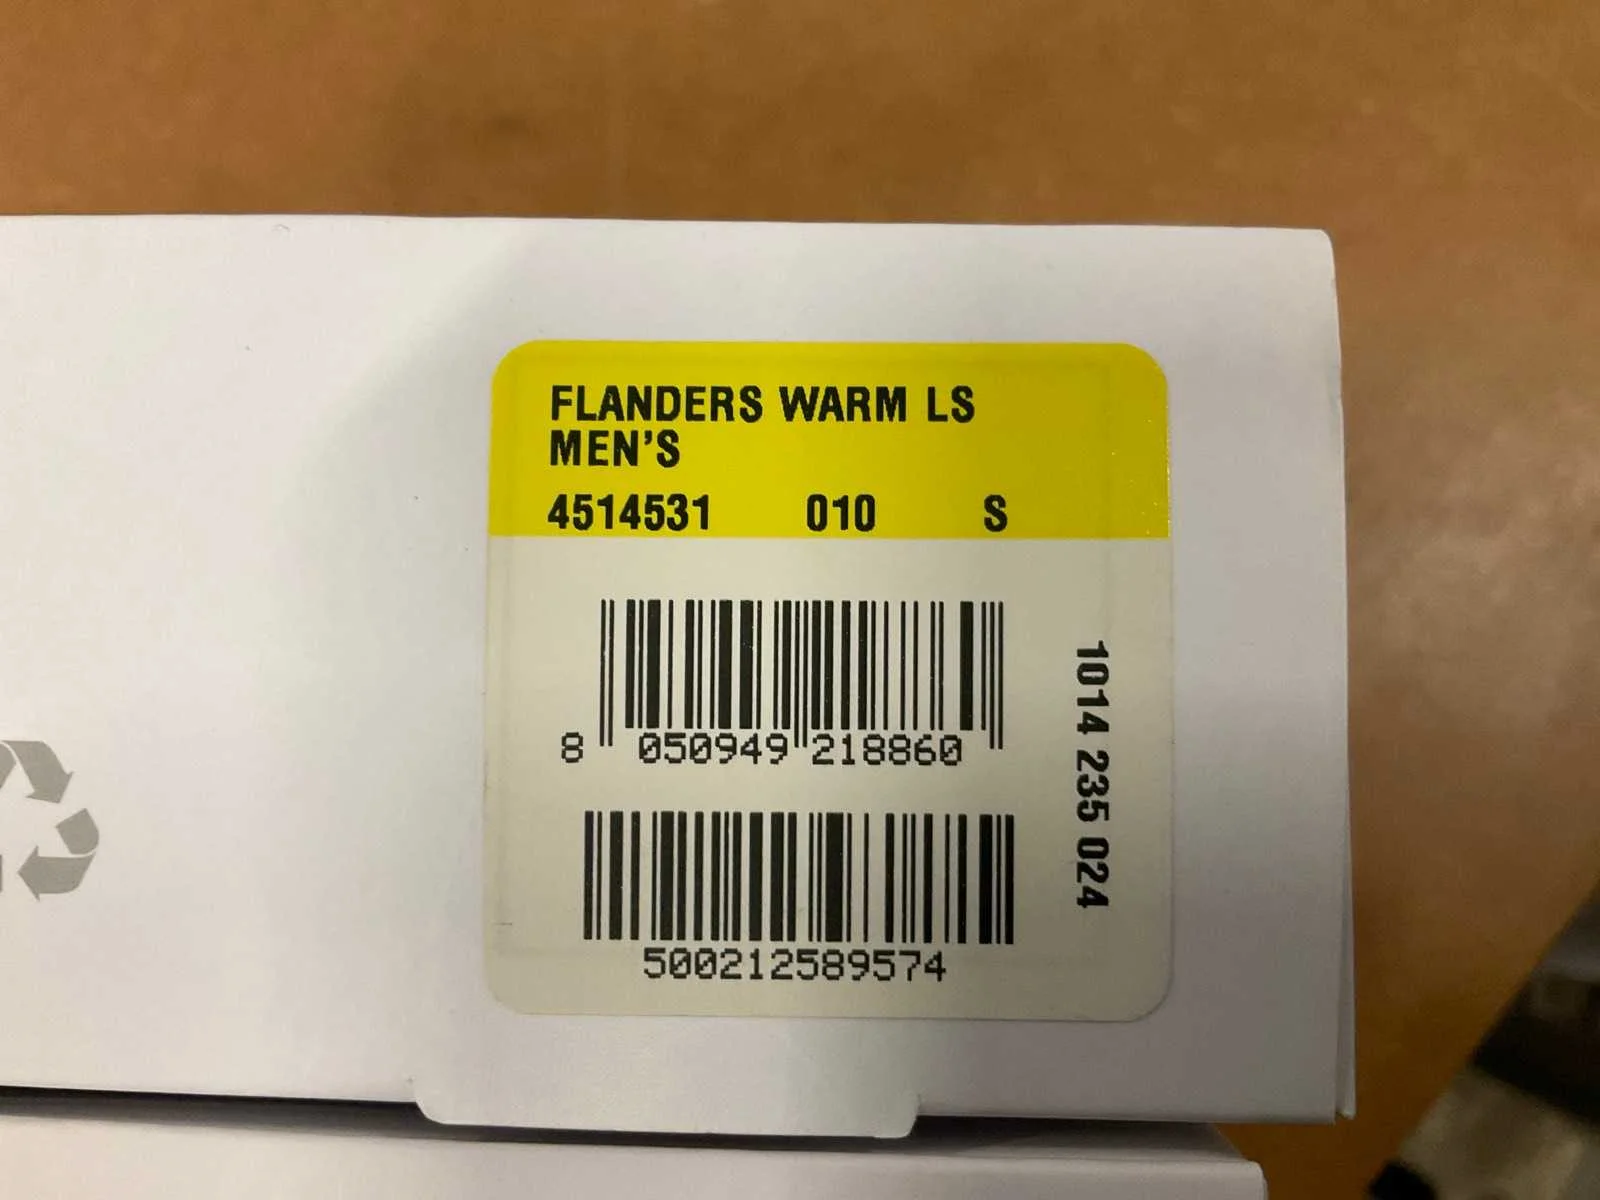 FLANDERS WARM LS
MEN'S
4514531 010 S
8 050949 218860
500212589574
1014 235 024